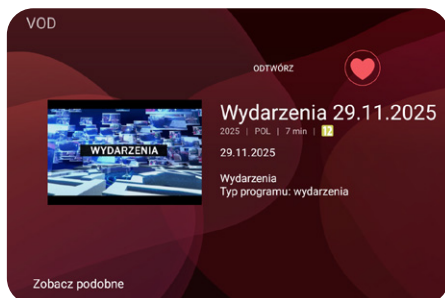 VOD
ODTWÓRZ
Wydarzenia 29.11.2025
2025 | POL | 7 min | 12
WYDARZENIA
29.11.2025
Wydarzenia
Typ programu: wydarzenia
Zobacz podobne